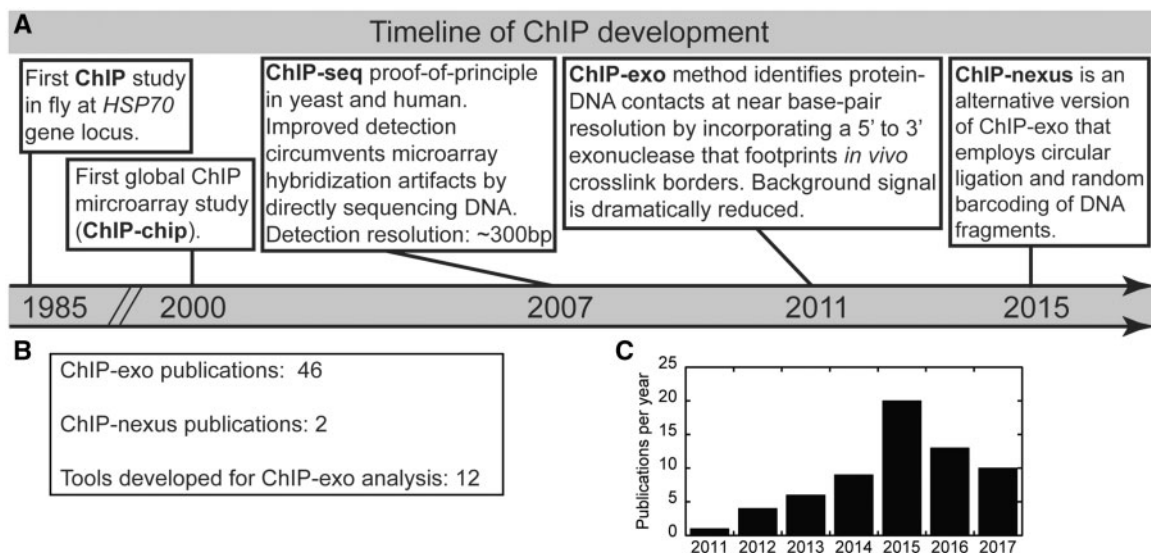 A
Timeline of ChIP development
First ChIP study
in fly at HSP70
gene locus.
First global ChIP
mircroarray study
(ChIP-chip).
ChIP-seq proof-of-principle
in yeast and human.
Improved detection
circumvents microarray
hybridization artifacts by
directly sequencing DNA.
Detection resolution: ~300bp
ChIP-exo method identifies protein-
DNA contacts at near base-pair
resolution by incorporating a 5' to 3'
exonuclease that footprints in vivo
crosslink borders. Background signal
is dramatically reduced.
ChIP-nexus is an
alternative version
of ChIP-exo that
employs circular
ligation and random
barcoding of DNA
fragments.
1985 // 2000 2007 2011 2015
B
ChIP-exo publications: 46
ChIP-nexus publications: 2
Tools developed for ChIP-exo analysis: 12
C
Publications per year
25
20
15
10
5
0
2011 2012 2013 2014 2015 2016 2017